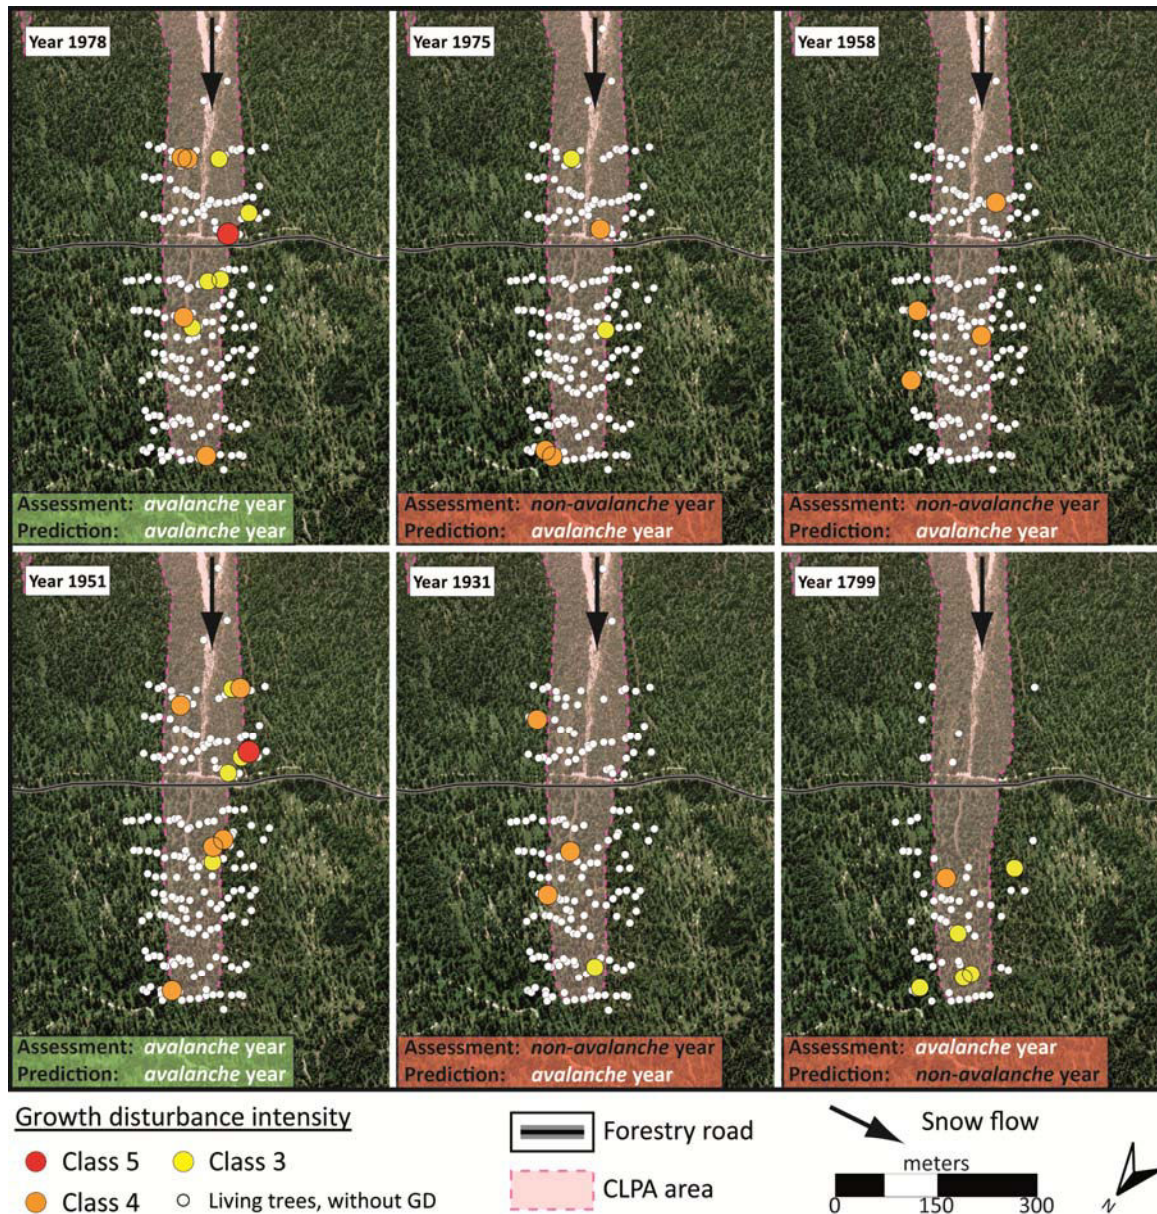 Year 1978
Year 1975
Year 1958
Assessment: avalanche year
Prediction: avalanche year
Assessment: non-avalanche year
Prediction: avalanche year
Assessment: non-avalanche year
Prediction: avalanche year
Year 1951
Year 1931
Year 1799
Assessment: avalanche year
Prediction: avalanche year
Assessment: non-avalanche year
Prediction: avalanche year
Assessment: avalanche year
Prediction: non-avalanche year
Growth disturbance intensity
Class 5
Class 3
Class 4
Living trees, without GD
Forestry road
CLPA area
Snow flow
meters
0 150 300
N